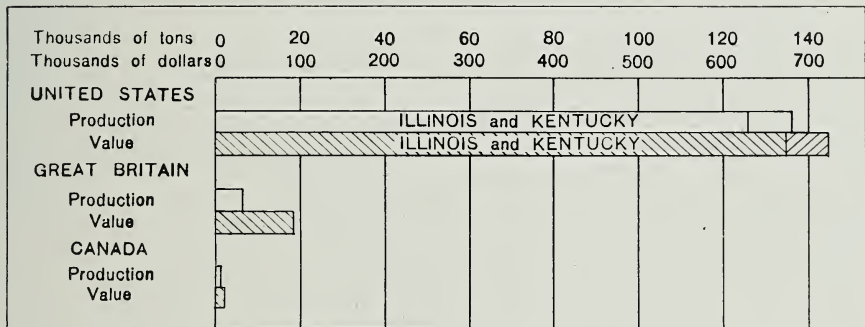 Thousands of tons 0 20 40 60 80 100 120 140
Thousands of dollars 0 100 200 300 400 500 600 700
UNITED STATES
Production ILLINOIS and KENTUCKY
Value ILLINOIS and KENTUCKY
GREAT BRITAIN
Production
Value
CANADA
Production
Value